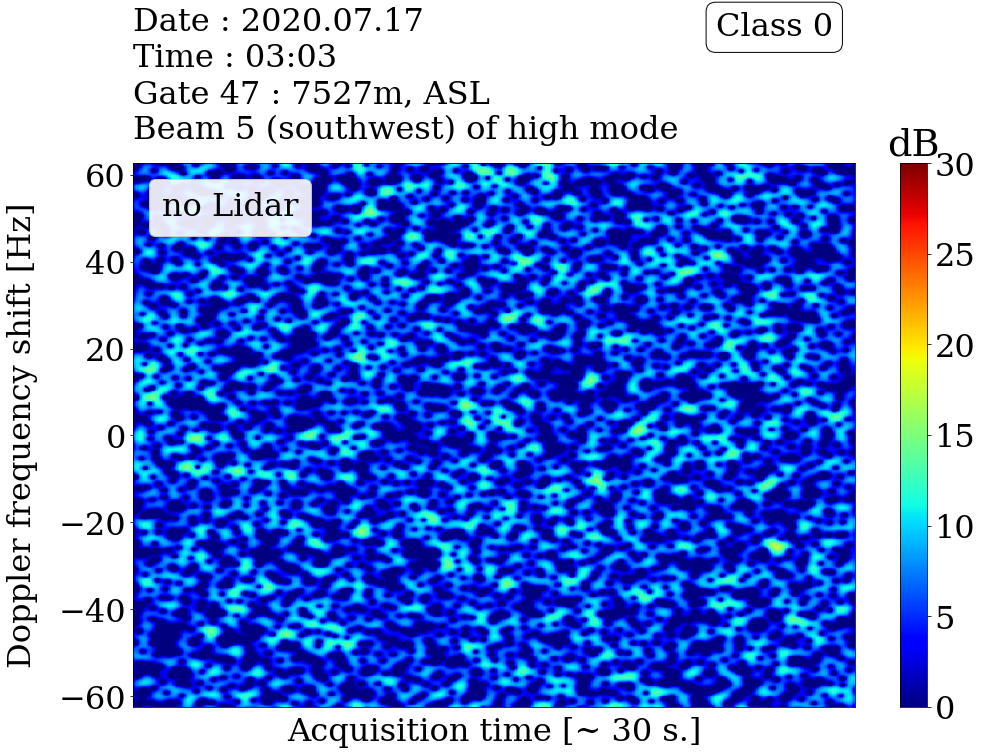 Date : 2020.07.17
Time : 03:03
Gate 47 : 7527m, ASL
Beam 5 (southwest) of high mode
Class 0
dB
no Lidar
Doppler frequency shift [Hz]
60
40
20
0
−20
−40
−60
Acquisition time [~ 30 s.]
30
25
20
15
10
5
0